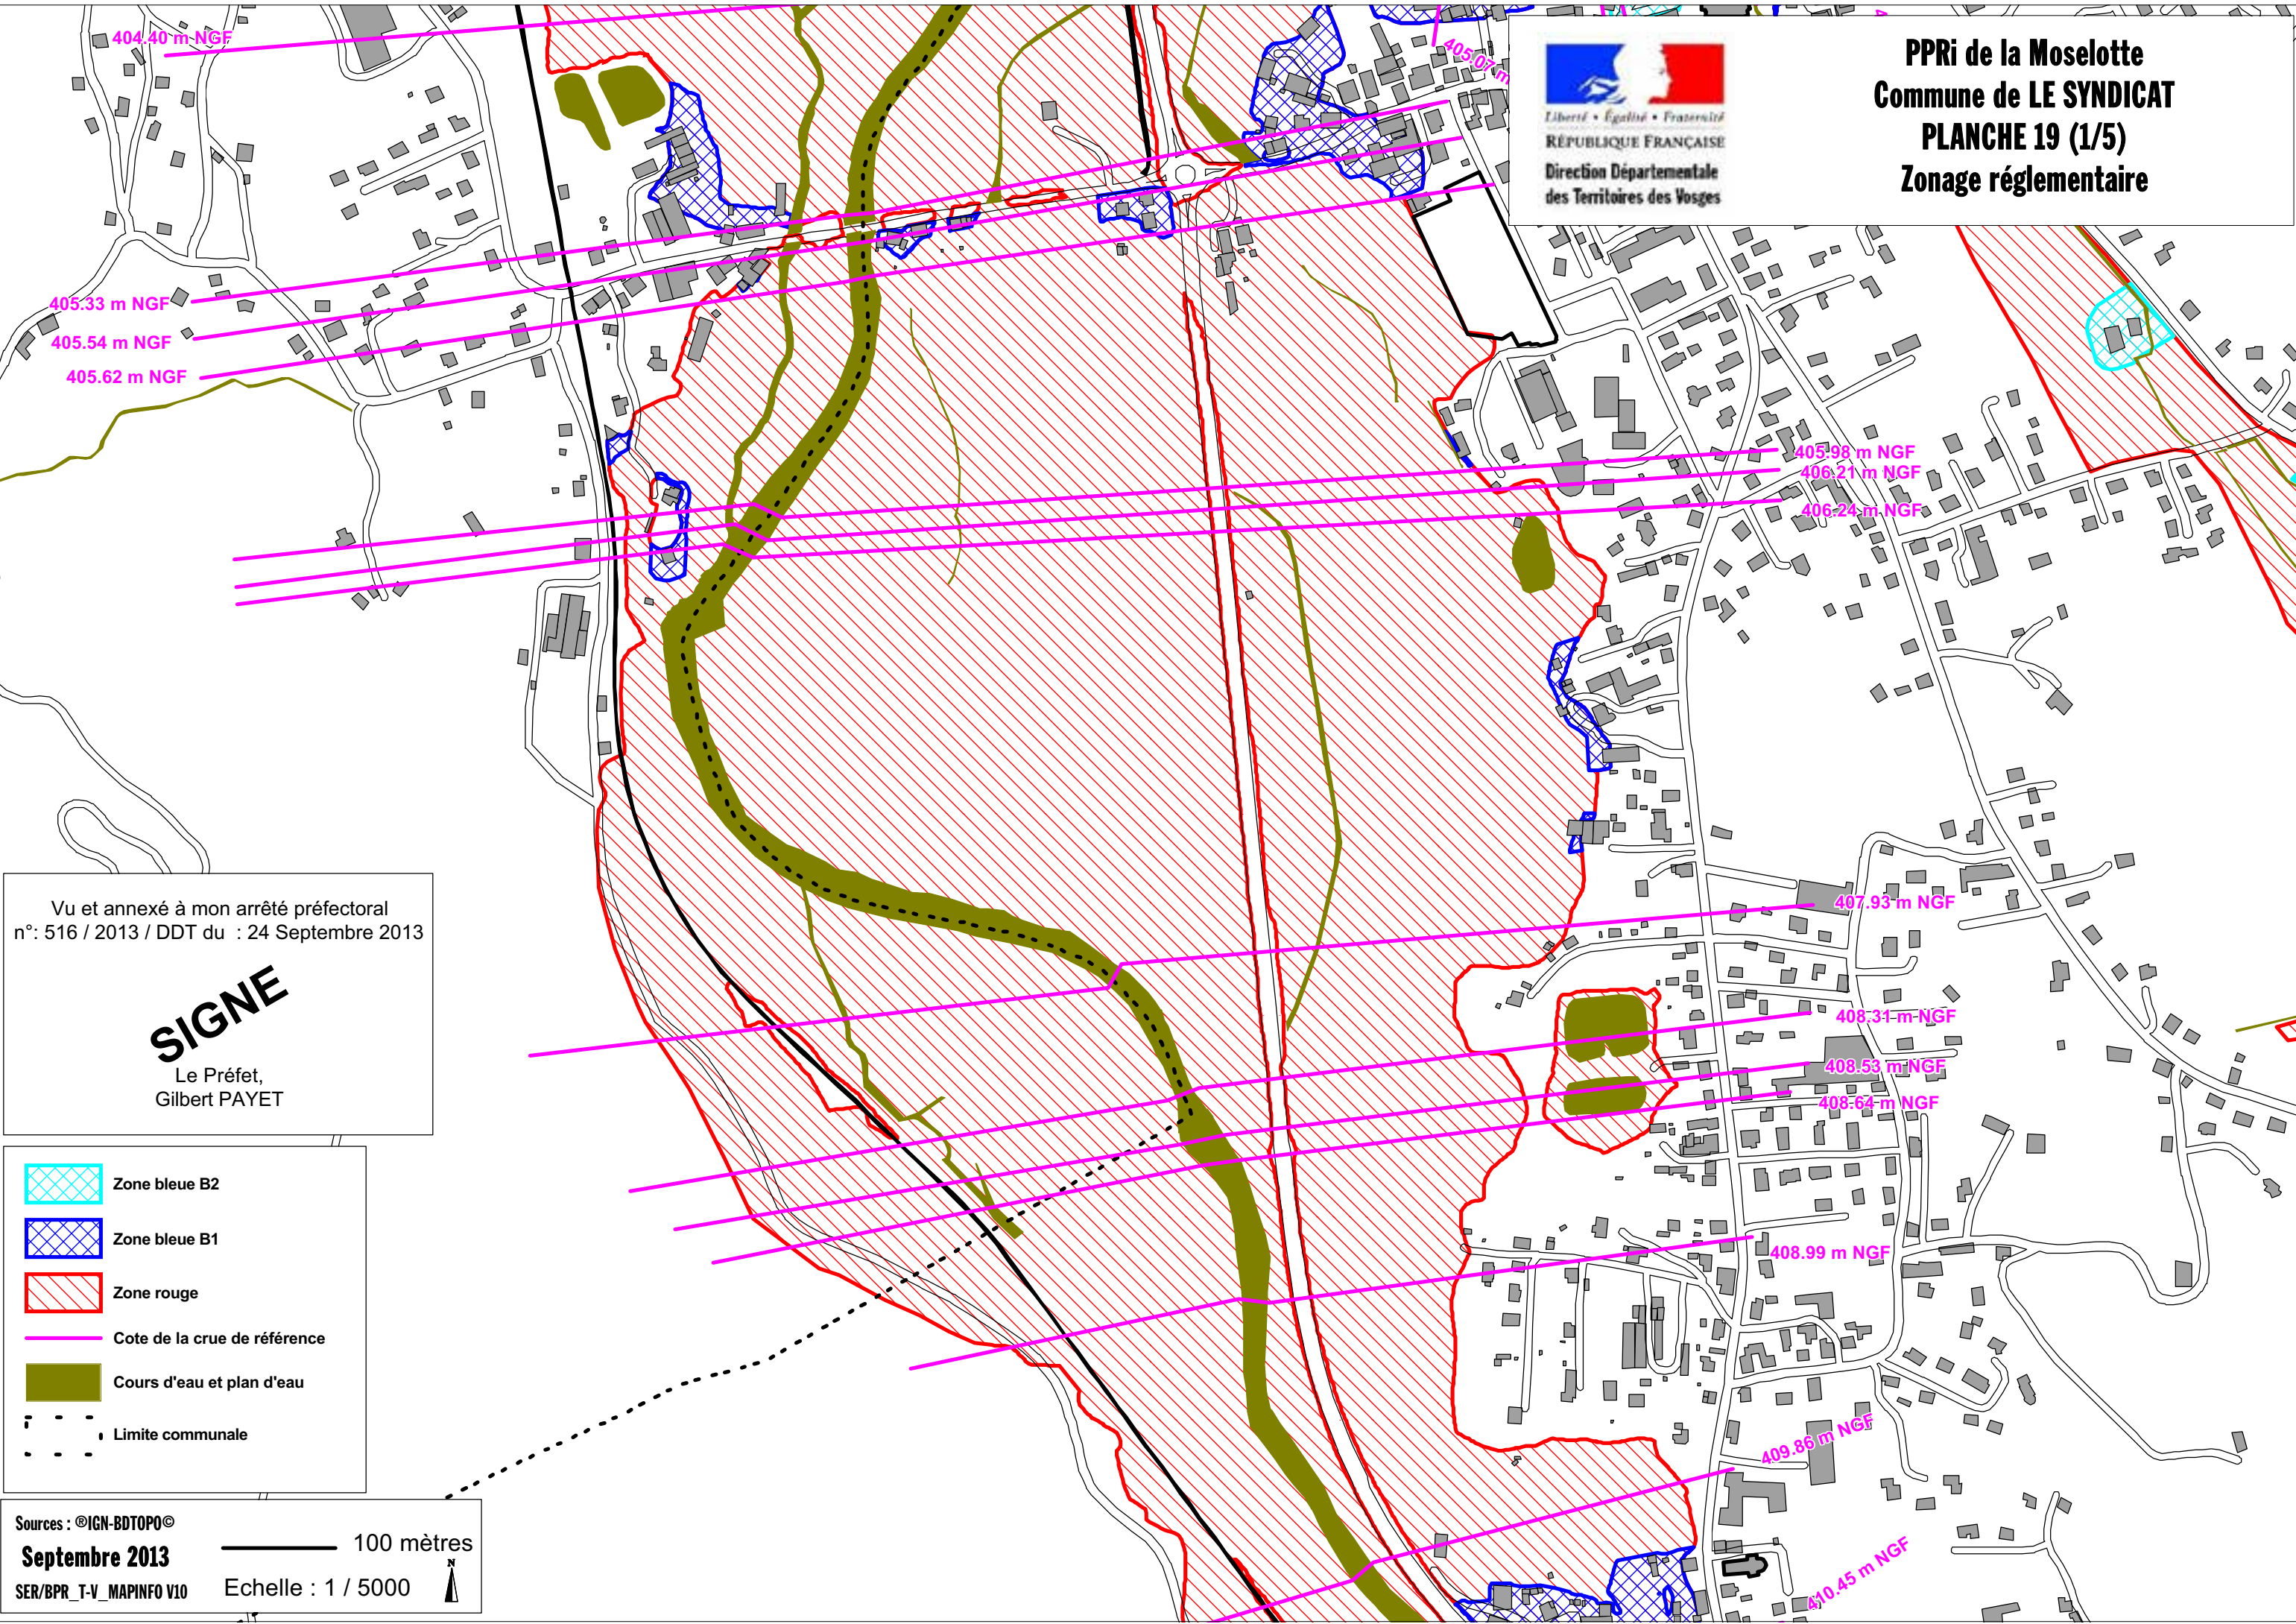 404.40 m NGF
405.07 m
Liberté • Égalité • Fraternité
RÉPUBLIQUE FRANÇAISE
Direction Départementale
des Territoires des Vosges
PPRi de la Moselotte
Commune de LE SYNDICAT
PLANCHE 19 (1/5)
Zonage réglementaire
405.33 m NGF
405.54 m NGF
405.62 m NGF
405.98 m NGF
406.21 m NGF
406.24 m NGF
407.93 m NGF
408.31 m NGF
408.53 m NGF
408.64 m NGF
408.99 m NGF
409.86 m NGF
410.45 m NGF
Vu et annexé à mon arrêté préfectoral
n°: 516 / 2013 / DDT du : 24 Septembre 2013
SIGNE
Le Préfet,
Gilbert PAYET
Zone bleue B2
Zone bleue B1
Zone rouge
Cote de la crue de référence
Cours d'eau et plan d'eau
Limite communale
Sources : ®IGN-BDTOPO©
Septembre 2013
SER/BPR_T-V_MAPINFO V10
100 mètres
Echelle : 1 / 5000
N